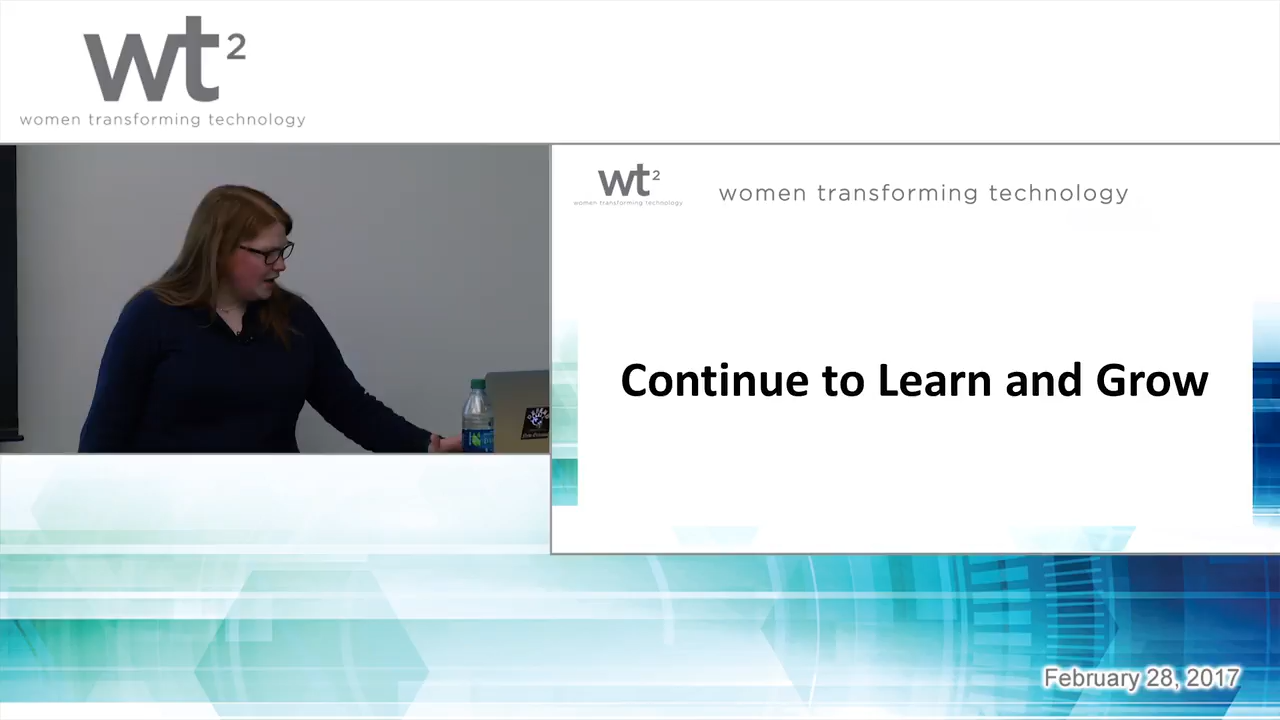 wt2
women transforming technology
wt2
women transforming technology
women transforming technology
Continue to Learn and Grow
February 28, 2017